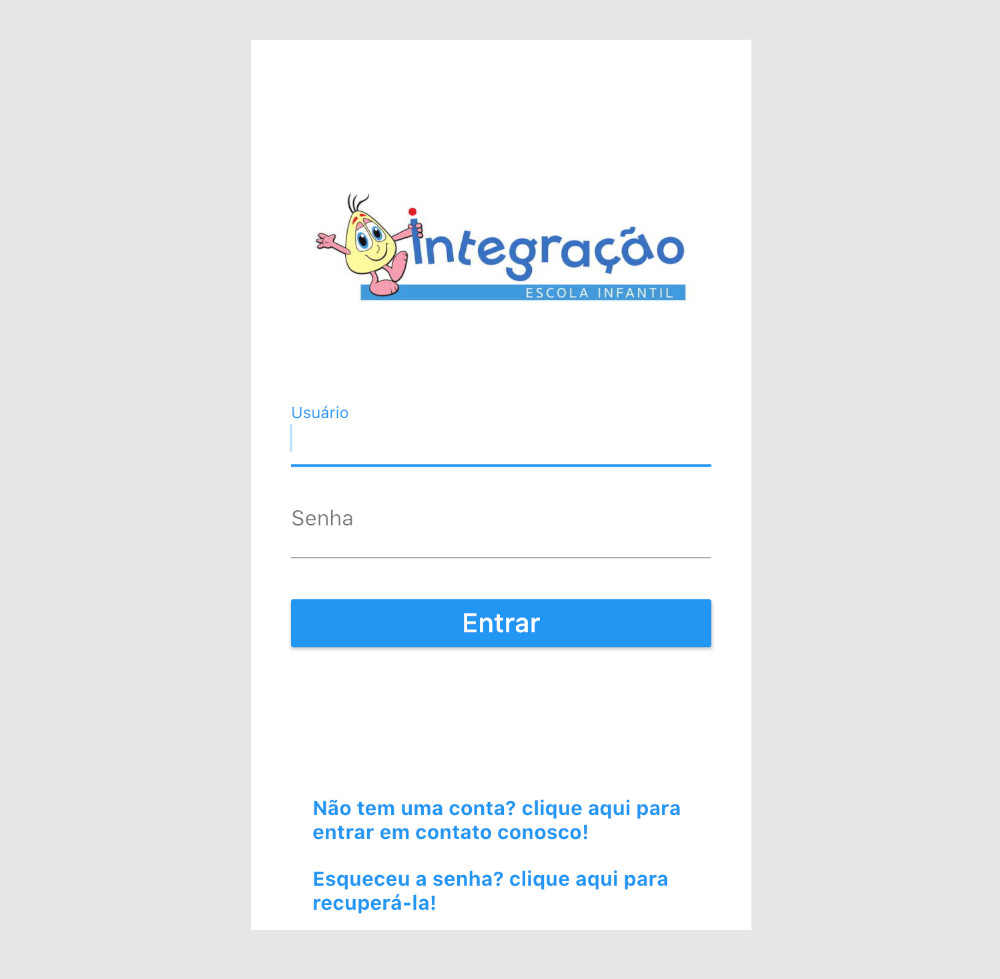 integração
ESCOLA INFANTIL
Usuário
Senha
Entrar
Não tem uma conta? clique aqui para
entrar em contato conosco!
Esqueceu a senha? clique aqui para
recuperá-la!